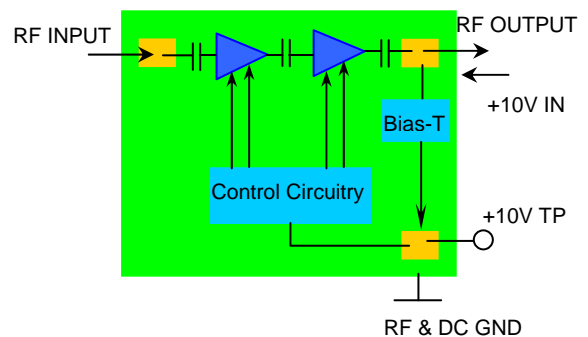 RF INPUT
RF OUTPUT
+10V IN
Bias-T
Control Circuitry
+10V TP
RF & DC GND